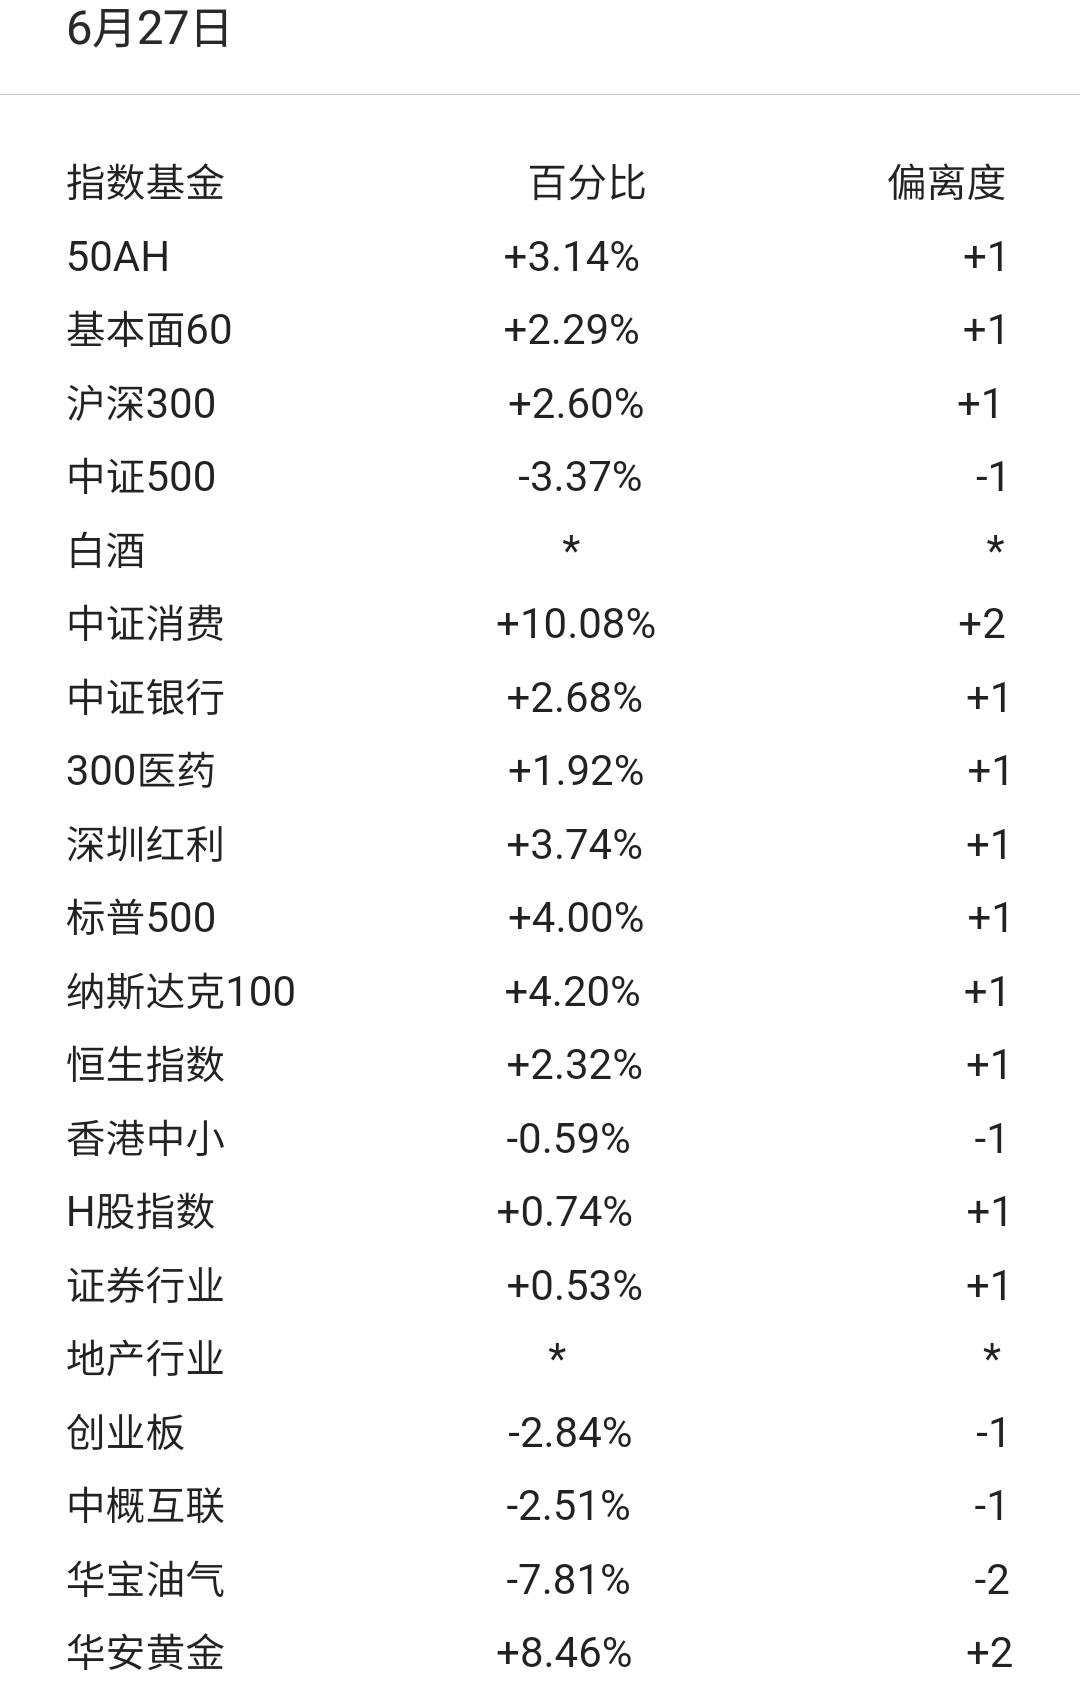 6月27日
指数基金 百分比 偏离度
50AH +3.14% +1
基本面60 +2.29% +1
沪深300 +2.60% +1
中证500 -3.37% -1
白酒 * *
中证消费 +10.08% +2
中证银行 +2.68% +1
300医药 +1.92% +1
深圳红利 +3.74% +1
标普500 +4.00% +1
纳斯达克100 +4.20% +1
恒生指数 +2.32% +1
香港中小 -0.59% -1
H股指数 +0.74% +1
证券行业 +0.53% +1
地产行业 * *
创业板 -2.84% -1
中概互联 -2.51% -1
华宝油气 -7.81% -2
华安黄金 +8.46% +2